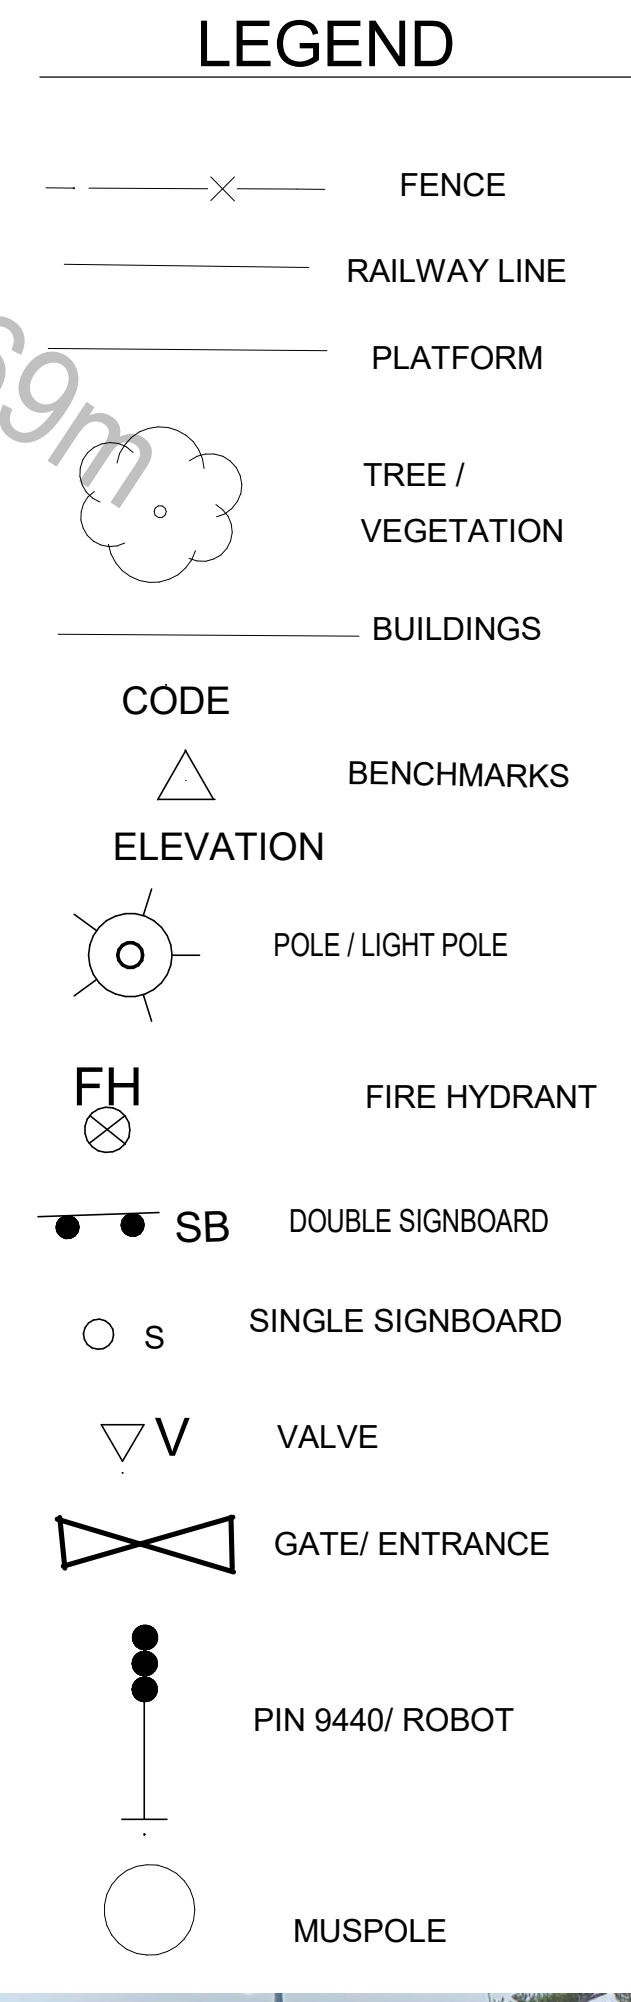 LEGEND
FENCE
RAILWAY LINE
69m
PLATFORM
TREE /
VEGETATION
BUILDINGS
CODE
BENCHMARKS
ELEVATION
POLE / LIGHT POLE
FH
FIRE HYDRANT
SB DOUBLE SIGNBOARD
S SINGLE SIGNBOARD
V VALVE
GATE/ ENTRANCE
PIN 9440/ ROBOT
MUSPOLE